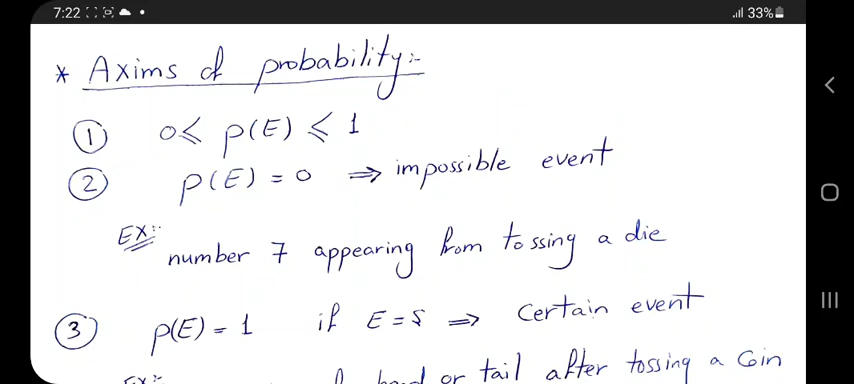 7:22
33%
* Axims of probability:-
① 0 ≤ P(E) ≤ 1
② P(E) = 0 ⇒ impossible event
EX:-
number 7 appearing from tossing a die
③ P(E) = 1 if E = S ⇒ Certain event
or tail after tossing a Coin